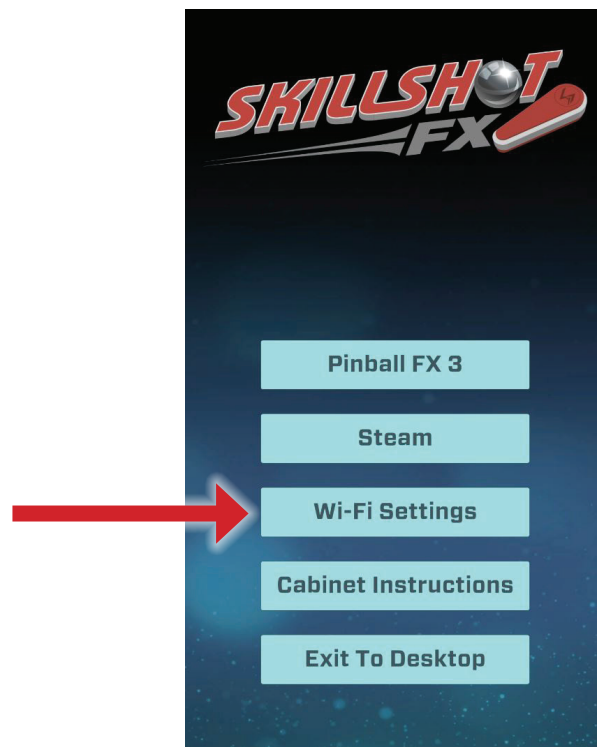 SKILLSHOT
FX
Pinball FX 3
Steam
Wi-Fi Settings
Cabinet Instructions
Exit To Desktop